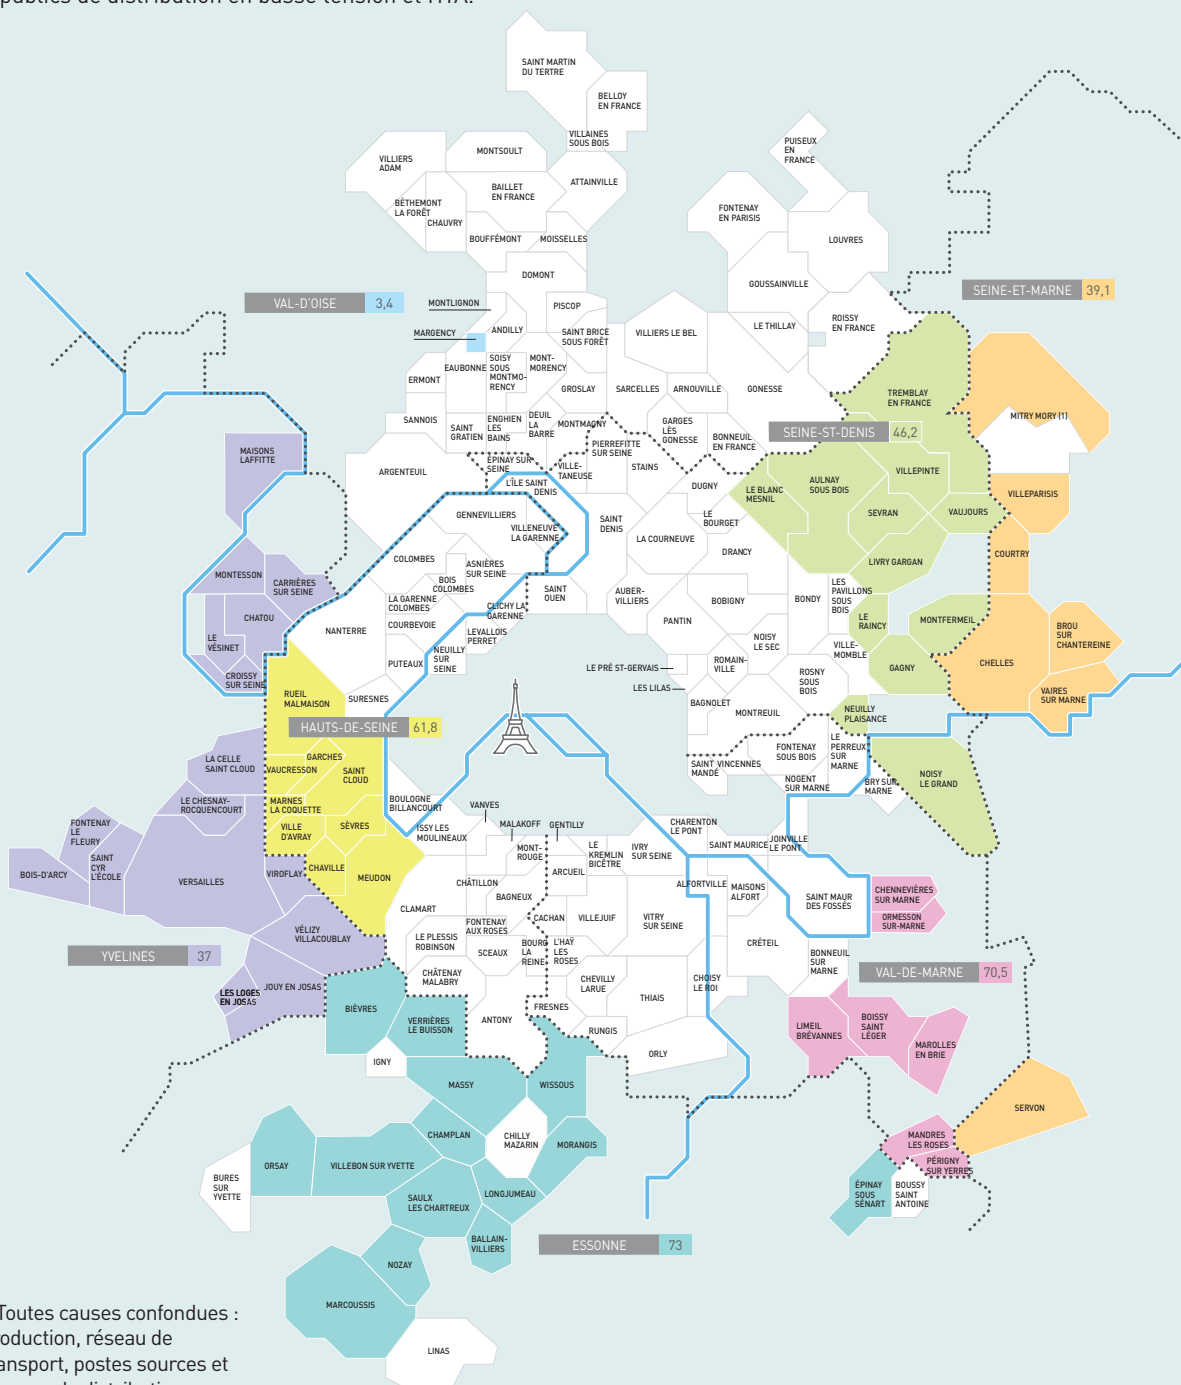 publics de distribution en basse tension et HTA.
SAINT MARTIN
DU TERTRE
BELLOY
EN FRANCE
VILLAINES
SOUS BOIS
VILLIERS
ADAM
MONTSOULT
PUISEUX
EN
FRANCE
BAILLET
EN FRANCE
ATTAINVILLE
BÉTHEMONT
LA FORÊT
CHAUVRY
FONTENAY
EN PARISIS
BOUFFÉMONT
MOISSELLES
LOUVRES
DOMONT
GOUSSAINVILLE
VAL-D'OISE 3,4
MONTLIGNON
PISCOP
SEINE-ET-MARNE 39,1
MARGENCY
ANDILLY
SAINT BRICE
SOUS FORÊT
VILLIERS LE BEL
LE THILLAY
ROISSY
EN FRANCE
EAUBONNE
SOISY
SOUS
MONTMO-
RENCY
MONT-
MORENCY
ERMONT
GROSLAY
SARCELLES
ARNOUVILLE
GONESSE
TREMBLAY
EN FRANCE
MITRY MORY (1)
SANNOIS
SAINT
GRATIEN
ENGHIEN
LES
BAINS
DEUIL
LA
BARRE
MONTMAGNY
GARGES
LÈS
GONESSE
BONNEUIL
EN FRANCE
SEINE-ST-DENIS 46,2
MAISONS
LAFFITTE
ARGENTEUIL
ÉPINAY SUR
SEINE
VILLE-
TANEUSE
PIERREFITTE
SUR SEINE
STAINS
L'ÎLE SAINT
DENIS
DUGNY
LE BLANC
MESNIL
AULNAY
SOUS BOIS
VILLEPINTE
VILLEPARISIS
GENNEVILLIERS
VILLENEUVE
LA GARENNE
SAINT
DENIS
LE
BOURGET
SEVRAN
VAUJOURS
LA COURNEUVE
DRANCY
COLOMBES
ASNIÈRES
SUR SEINE
LIVRY GARGAN
COURTRY
MONTESSON
CARRIÈRES
SUR SEINE
BOIS
COLOMBES
SAINT
OUEN
AUBER-
VILLIERS
BOBIGNY
BONDY
LES
PAVILLONS
SOUS
BOIS
LA GARENNE
COLOMBES
CLICHY LA
GARENNE
CHATOU
NANTERRE
COURBEVOIE
LEVALLOIS
PERRET
PANTIN
LE
RAINCY
MONTFERMEIL
BROU
SUR
CHANTEREINE
LE
VÉSINET
NOISY
LE SEC
VILLE-
MOMBLE
PUTEAUX
NEUILLY
SUR
SEINE
LE PRÉ ST-GERVAIS
ROMAIN-
VILLE
ROSNY
SOUS
BOIS
GAGNY
CHELLES
CROISSY
SUR SEINE
LES LILAS
VAIRES
SUR MARNE
RUEIL
MALMAISON
SURESNES
BAGNOLET
MONTREUIL
NEUILLY
PLAISANCE
HAUTS-DE-SEINE 61,8
LE
PERREUX
SUR
MARNE
FONTENAY
SOUS BOIS
LA CELLE
SAINT CLOUD
VAUCRESSON
GARCHES
SAINT
CLOUD
SAINT
MANDÉ
VINCENNES
NOGENT
SUR MARNE
BRY SUR
MARNE
NOISY
LE GRAND
LE CHESNAY-
ROCQUENCOURT
MARNES
LA COQUETTE
BOULOGNE
BILLANCOURT
VANVES
FONTENAY
LE
FLEURY
VILLE
D'AVRAY
SÈVRES
ISSY LES
MOULINEAUX
MALAKOFF
GENTILLY
CHARENTON
LE PONT
SAINT MAURICE
JOINVILLE
LE PONT
MONT-
ROUGE
LE
KREMLIN
BICÊTRE
IVRY
SUR SEINE
BOIS-D'ARCY
SAINT
CYR
L'ÉCOLE
VERSAILLES
VIROFLAY
CHAVILLE
MEUDON
ARCUEIL
CHÂTILLON
ALFORTVILLE
MAISONS
ALFORT
SAINT MAUR
DES FOSSÉS
CHENNEVIÈRES
SUR MARNE
BAGNEUX
CLAMART
CACHAN
VILLEJUIF
VITRY
SUR SEINE
ORMESSON
SUR-MARNE
FONTENAY
AUX ROSES
VÉLIZY
VILLACOUBLAY
LE PLESSIS
ROBINSON
SCEAUX
BOURG
LA
REINE
L'HAŸ
LES
ROSES
CRÉTEIL
BONNEUIL
SUR
MARNE
YVELINES 37
CHÂTENAY
MALABRY
CHEVILLY
LARUE
CHOISY
LE ROI
VAL-DE-MARNE 70,5
LES LOGES
EN JOSAS
JOUY EN JOSAS
BIÈVRES
THIAIS
FRESNES
VERRIÈRES
LE BUISSON
ANTONY
RUNGIS
LIMEIL
BRÉVANNES
BOISSY
SAINT
LÉGER
MAROLLES
EN BRIE
IGNY
ORLY
MASSY
WISSOUS
SERVON
CHAMPLAN
CHILLY
MAZARIN
MORANGIS
MANDRES
LES ROSES
ORSAY
VILLEBON SUR YVETTE
PÉRIGNY
SUR YERRES
BURES
SUR
YVETTE
SAULX
LES CHARTREUX
LONGJUMEAU
ÉPINAY
SOUS
SÉNART
BOUSSY
SAINT
ANTOINE
BALLAIN-
VILLIERS
ESSONNE 73
NOZAY
MARCOUSSIS
Toutes causes confondues :
oduction, réseau de
ansport, postes sources et
LINAS